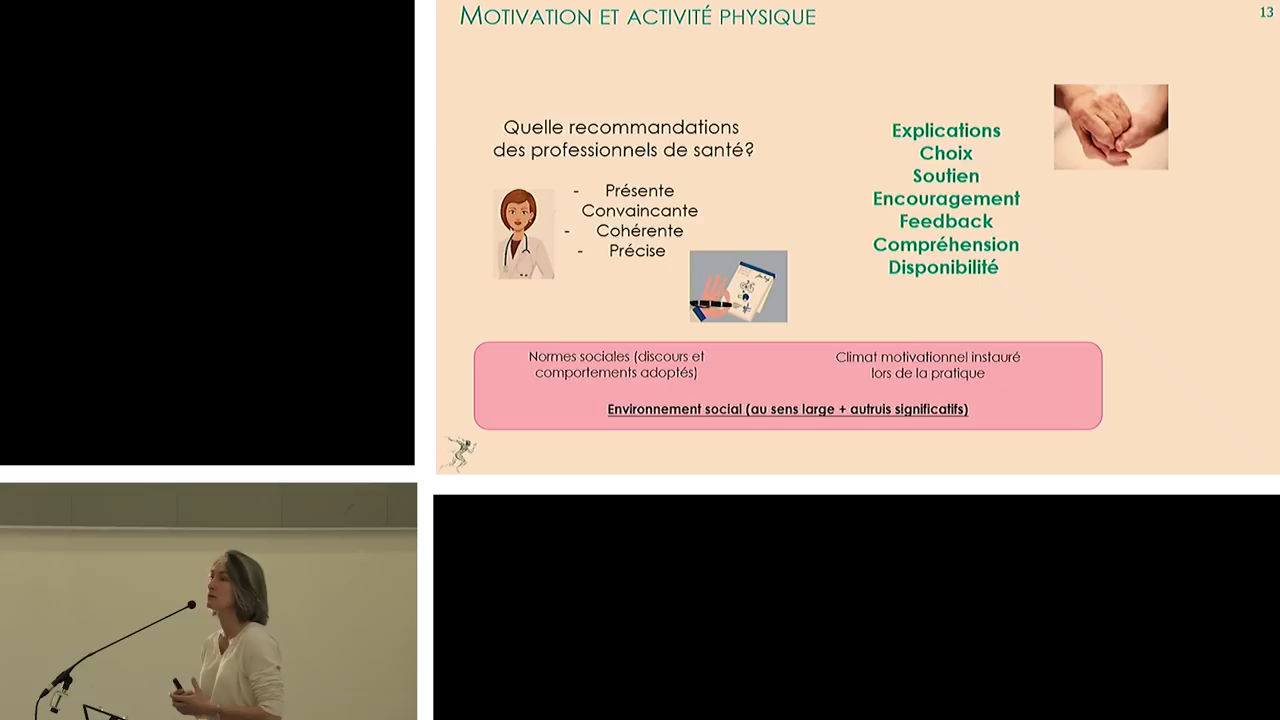 MOTIVATION ET ACTIVITÉ PHYSIQUE
13
Quelle recommandations
des professionnels de santé?
- Présente
Convaincante
- Cohérente
- Précise
Explications
Choix
Soutien
Encouragement
Feedback
Compréhension
Disponibilité
Normes sociales (discours et
comportements adoptés)
Climat motivationnel instauré
lors de la pratique
Environnement social (au sens large + autruis significatifs)